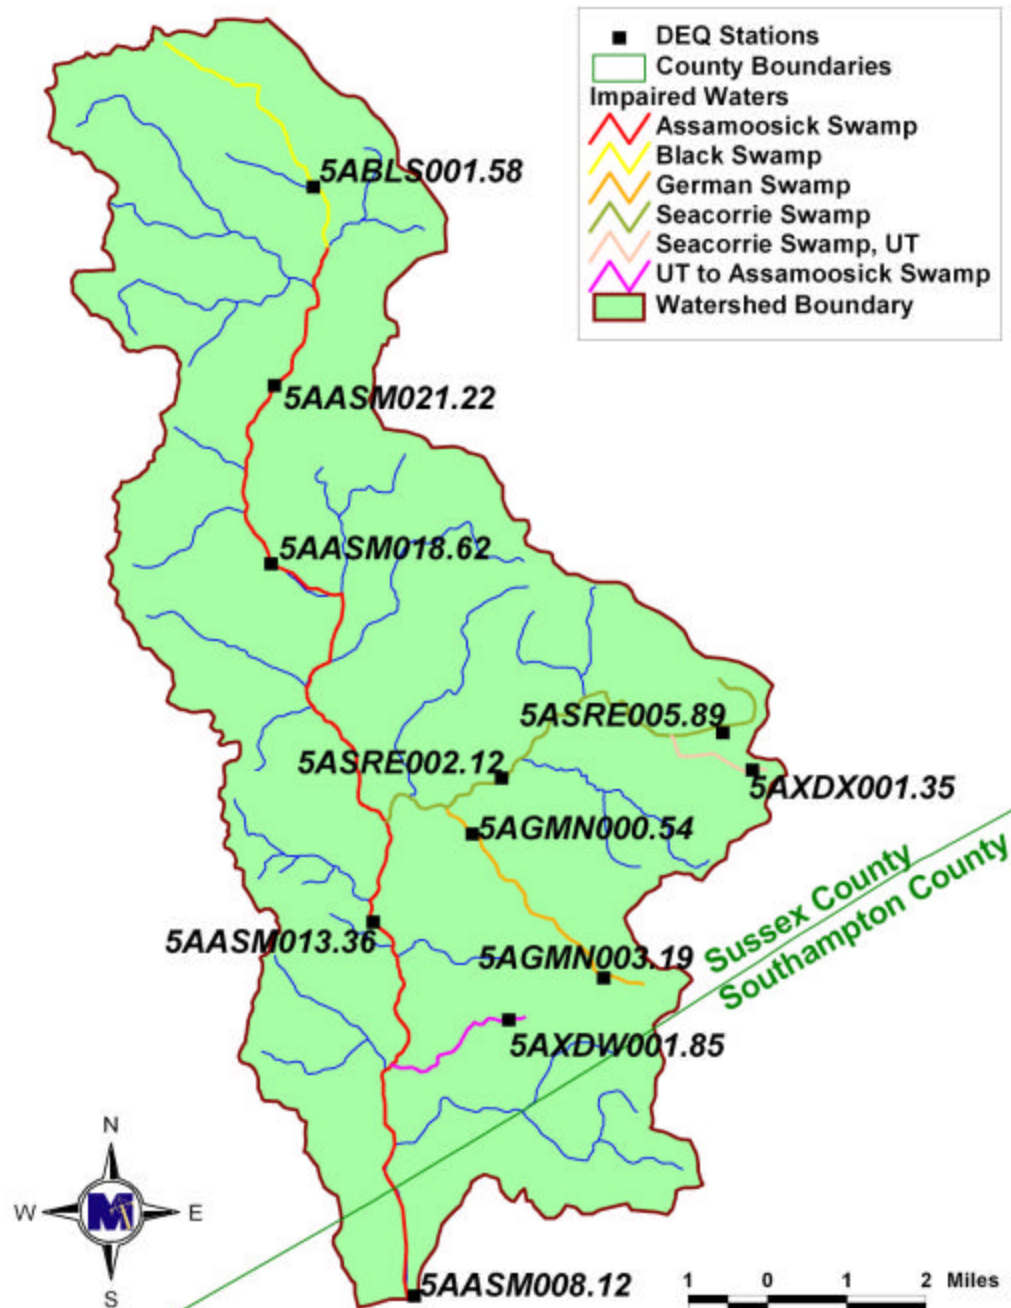 DEQ Stations
County Boundaries
Impaired Waters
Assamoosick Swamp
Black Swamp
German Swamp
Seacorrie Swamp
Seacorrie Swamp, UT
UT to Assamoosick Swamp
Watershed Boundary
5ABLS001.58
5AASM021.22
5AASM018.62
5ASRE005.89
5ASRE002.12
5AXDX001.35
5AGMN000.54
Sussex County
Southampton County
5AASM013.36
5AGMN003.19
5AXDW001.85
N
W
M
E
S
5AASM008.12
1 0 1 2 Miles